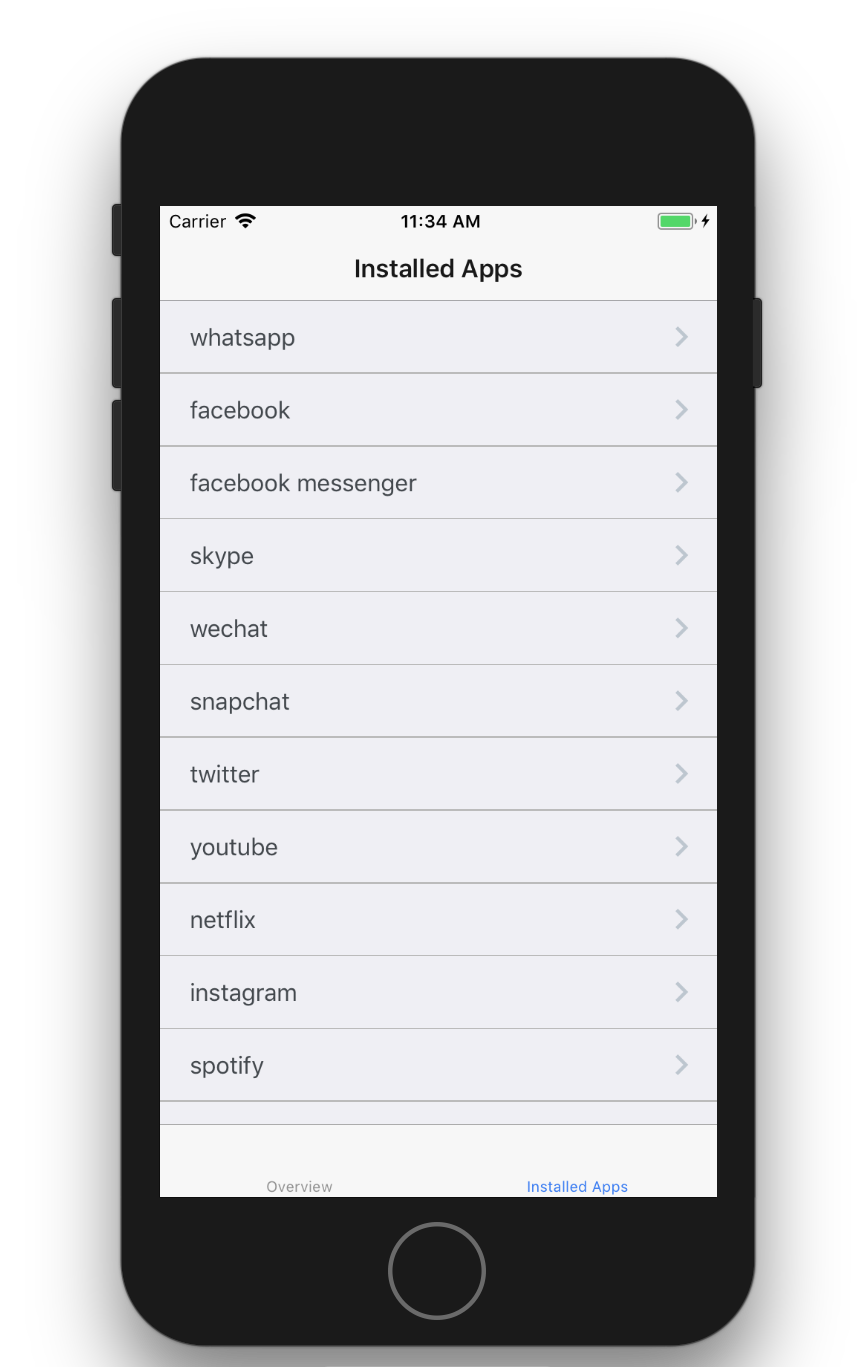 Carrier 11:34 AM
Installed Apps
whatsapp
facebook
facebook messenger
skype
wechat
snapchat
twitter
youtube
netflix
instagram
spotify
Overview Installed Apps